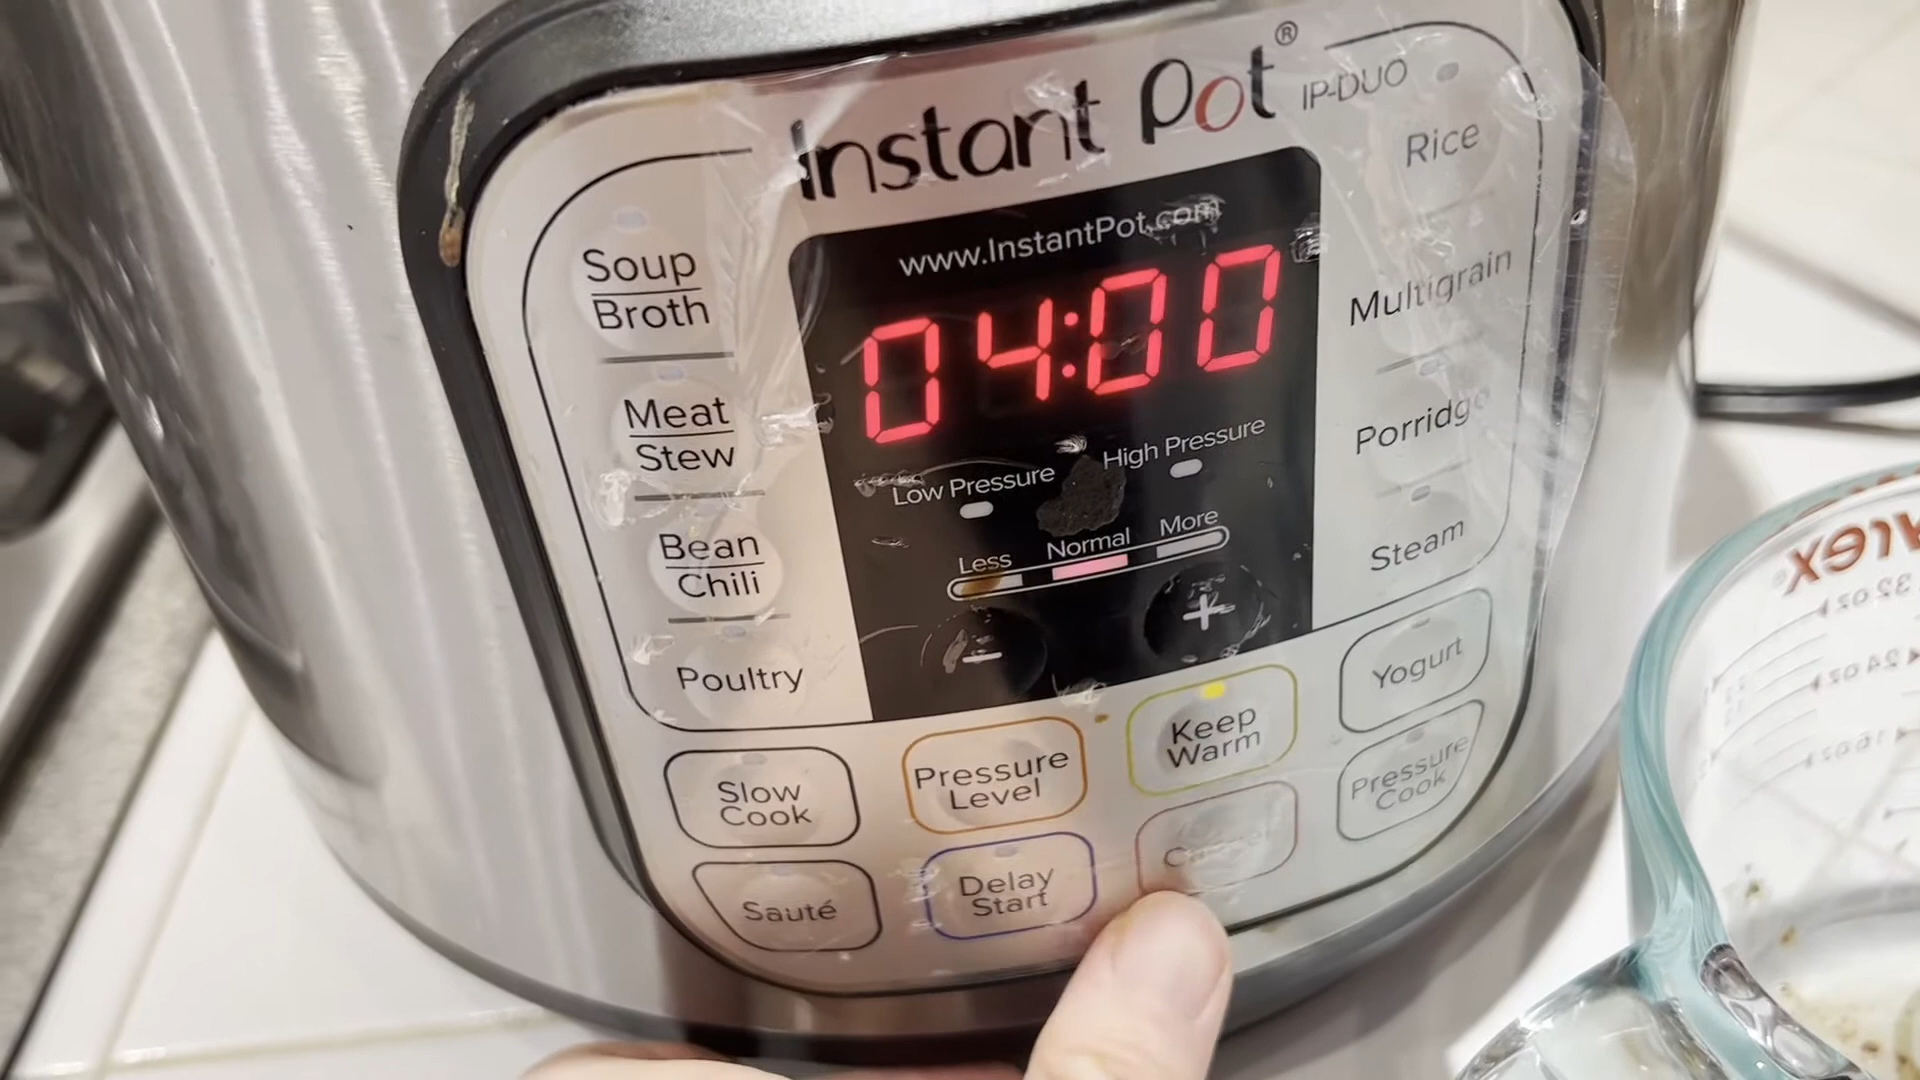 Instant Pot® IP-DUO
www.InstantPot.com
04:00
Low Pressure
High Pressure
Less
Normal
More
-
+
Soup
Broth
Meat
Stew
Bean
Chili
Poultry
Rice
Multigrain
Porridge
Steam
Slow
Cook
Pressure
Level
Keep
Warm
Yogurt
Sauté
Delay
Start
Cancel
Pressure
Cook
32 oz
24 oz
16 oz